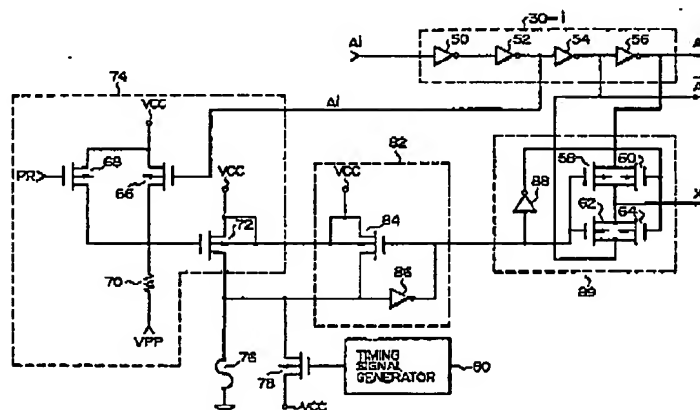 30-i
Ai
50
52
54
56
A
A
74
VCC
Ai
PR
68
66
VCC
72
70
VPP
82
VCC
84
86
88
58
60
62
64
X
89
76
78
VCC
TIMING
SIGNAL
GENERATOR
80